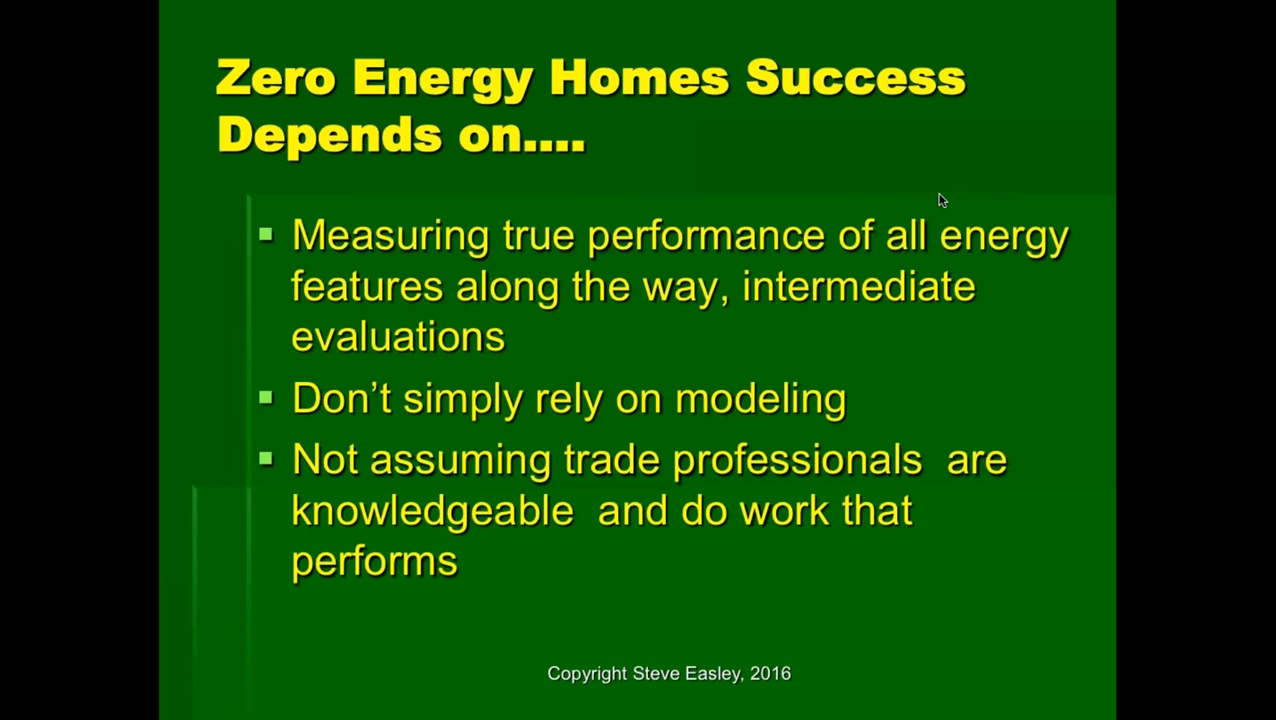 Zero Energy Homes Success
Depends on....
Measuring true performance of all energy
features along the way, intermediate
evaluations
Don’t simply rely on modeling
Not assuming trade professionals  are
knowledgeable  and do work that
performs
Copyright Steve Easley, 2016